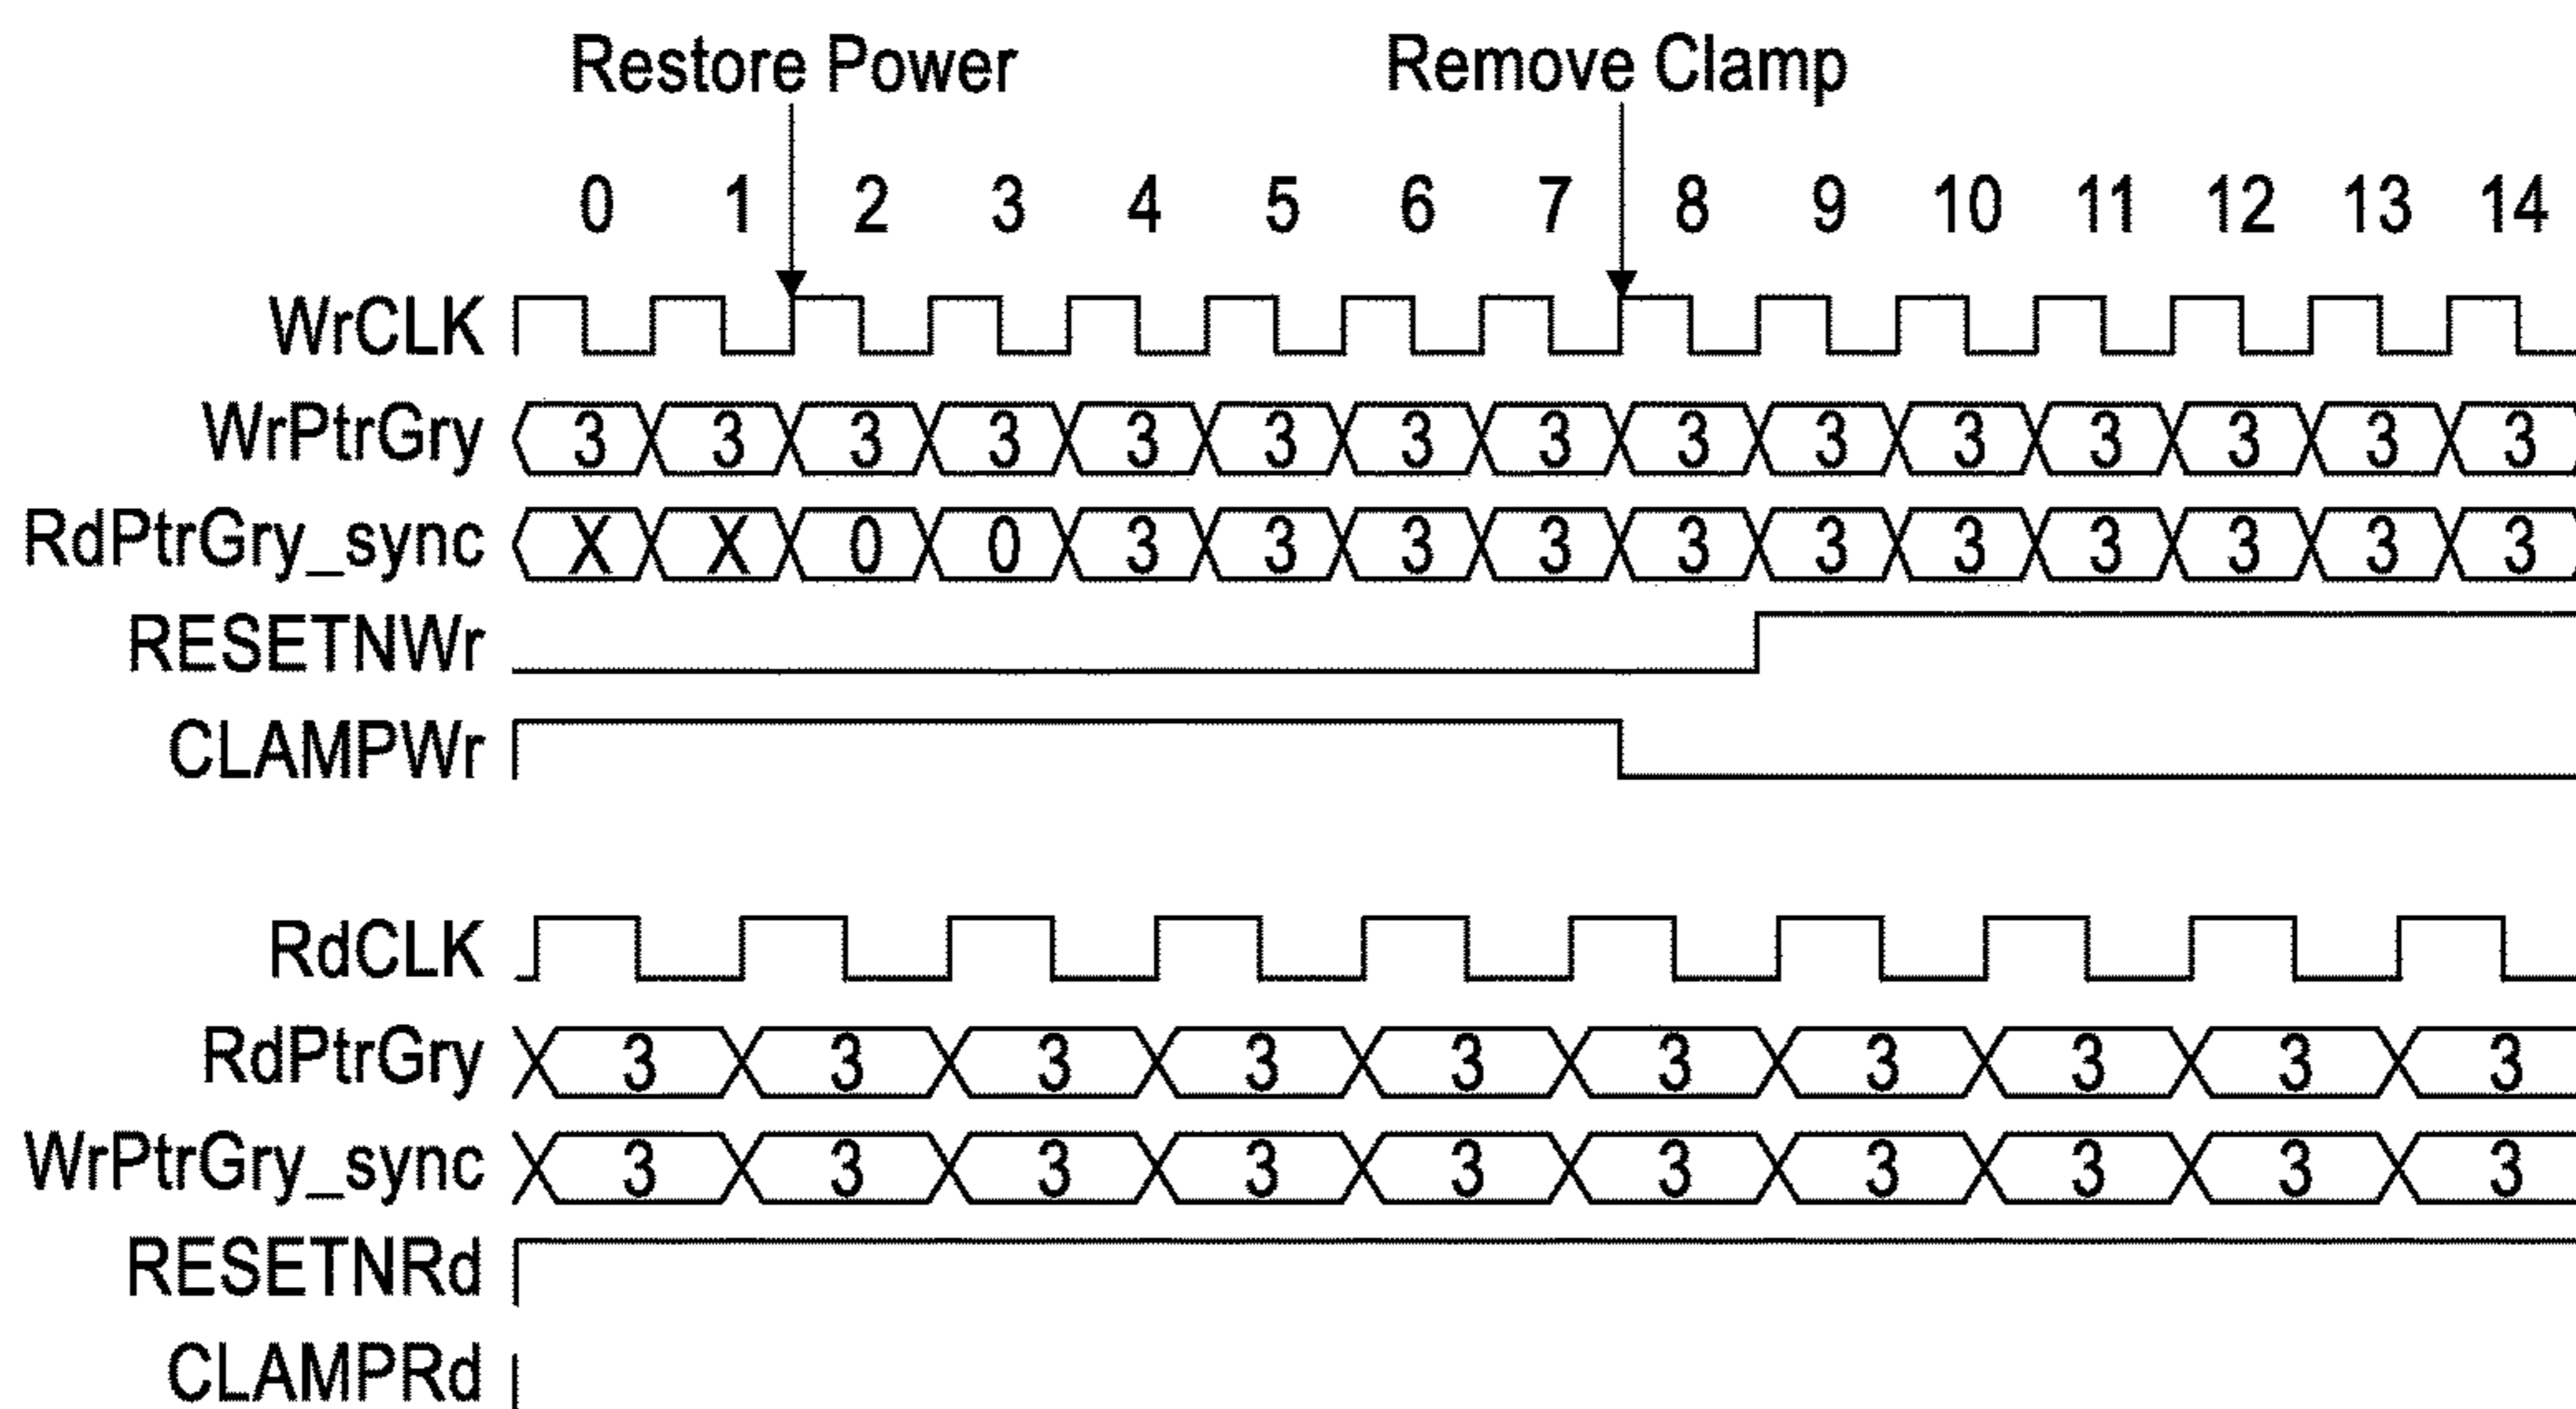 Restore Power Remove Clamp
0 1 2 3 4 5 6 7 8 9 10 11 12 13 14
WrCLK
WrPtrGry 3 3 3 3 3 3 3 3 3 3 3 3 3 3 3
RdPtrGry_sync X X 0 0 3 3 3 3 3 3 3 3 3 3 3
RESETNWr
CLAMPWr
RdCLK
RdPtrGry 3 3 3 3 3 3 3 3 3 3
WrPtrGry_sync 3 3 3 3 3 3 3 3 3 3
RESETNRd
CLAMPRd